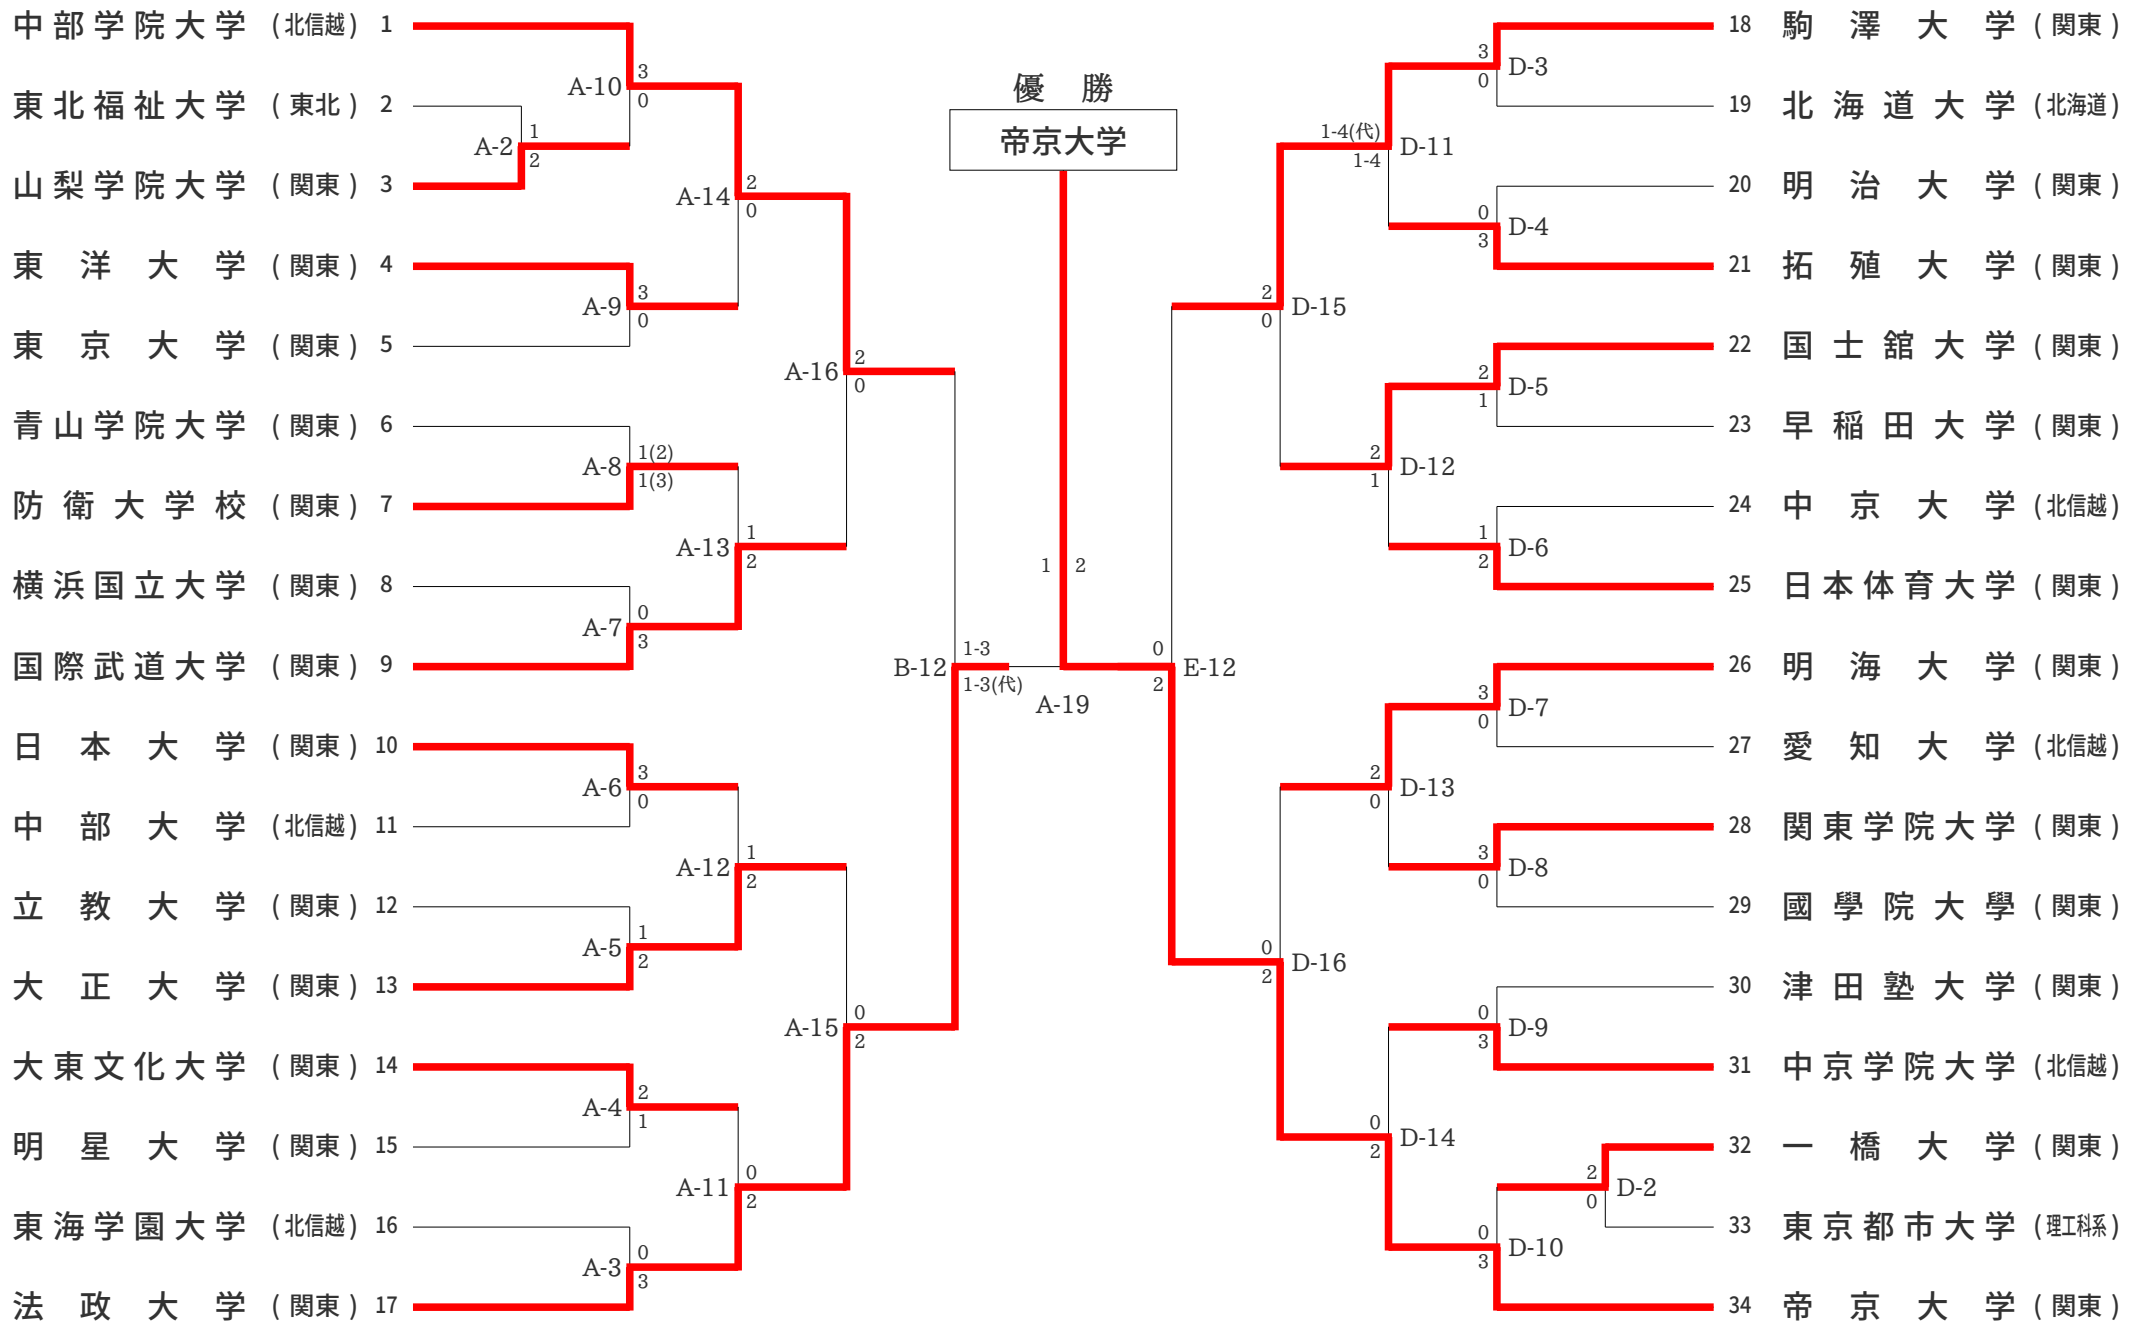 優勝
帝京大学
中部学院大学 (北信越) 1
東北福祉大学 (東北) 2
山梨学院大学 (関東) 3
東洋大学 (関東) 4
東京大学 (関東) 5
青山学院大学 (関東) 6
防衛大学校 (関東) 7
横浜国立大学 (関東) 8
国際武道大学 (関東) 9
日本大学 (関東) 10
中部大学 (北信越) 11
立教大学 (関東) 12
大正大学 (関東) 13
大東文化大学 (関東) 14
明星大学 (関東) 15
東海学園大学 (北信越) 16
法政大学 (関東) 17
A-2 1 2
A-10 3 0
A-9 3 0
A-8 1(2) 1(3)
A-7 0 3
A-6 3 0
A-5 1 2
A-4 2 1
A-3 0 3
A-14 2 0
A-13 1 2
A-12 1 2
A-11 0 2
A-16 2 0
A-15 0 2
B-12 1-3 1-3(代)
1 2
A-19
0 2 E-12
2 0 D-15
0 2 D-16
1-4(代) 1-4 D-11
2 1 D-12
2 0 D-13
0 2 D-14
3 0 D-3
0 3 D-4
2 1 D-5
1 2 D-6
3 0 D-7
3 0 D-8
0 3 D-9
0 3 D-10
2 0 D-2
18 駒澤大学 (関東)
19 北海道大学 (北海道)
20 明治大学 (関東)
21 拓殖大学 (関東)
22 国士舘大学 (関東)
23 早稲田大学 (関東)
24 中京大学 (北信越)
25 日本体育大学 (関東)
26 明海大学 (関東)
27 愛知大学 (北信越)
28 関東学院大学 (関東)
29 國學院大學 (関東)
30 津田塾大学 (関東)
31 中京学院大学 (北信越)
32 一橋大学 (関東)
33 東京都市大学 (理工科系)
34 帝京大学 (関東)